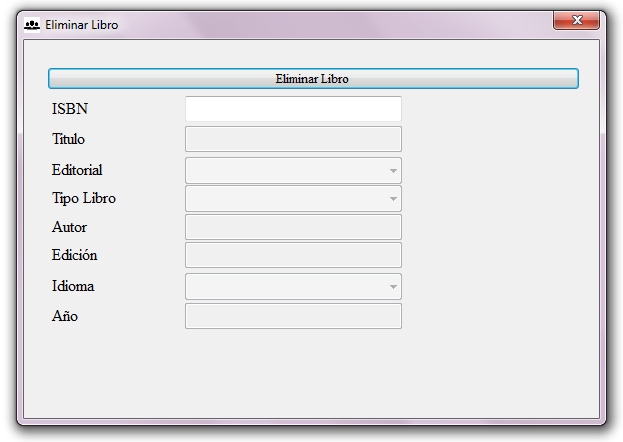 Eliminar Libro
Eliminar Libro
ISBN
Titulo
Editorial
Tipo Libro
Autor
Edición
Idioma
Año